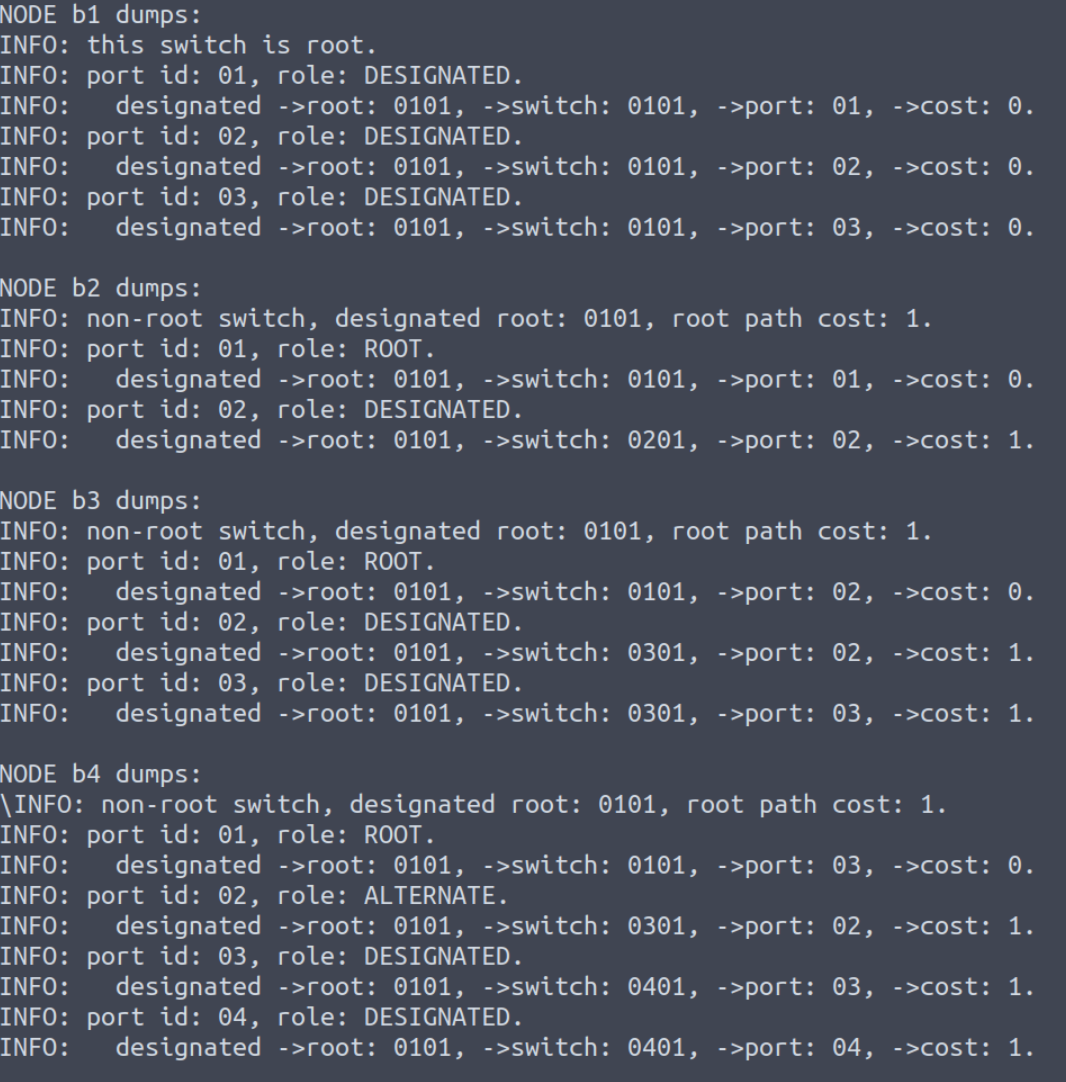 NODE b1 dumps:
INFO: this switch is root.
INFO: port id: 01, role: DESIGNATED.
INFO:   designated ->root: 0101, ->switch: 0101, ->port: 01, ->cost: 0.
INFO: port id: 02, role: DESIGNATED.
INFO:   designated ->root: 0101, ->switch: 0101, ->port: 02, ->cost: 0.
INFO: port id: 03, role: DESIGNATED.
INFO:   designated ->root: 0101, ->switch: 0101, ->port: 03, ->cost: 0.

NODE b2 dumps:
INFO: non-root switch, designated root: 0101, root path cost: 1.
INFO: port id: 01, role: ROOT.
INFO:   designated ->root: 0101, ->switch: 0101, ->port: 01, ->cost: 0.
INFO: port id: 02, role: DESIGNATED.
INFO:   designated ->root: 0101, ->switch: 0201, ->port: 02, ->cost: 1.

NODE b3 dumps:
INFO: non-root switch, designated root: 0101, root path cost: 1.
INFO: port id: 01, role: ROOT.
INFO:   designated ->root: 0101, ->switch: 0101, ->port: 02, ->cost: 0.
INFO: port id: 02, role: DESIGNATED.
INFO:   designated ->root: 0101, ->switch: 0301, ->port: 02, ->cost: 1.
INFO: port id: 03, role: DESIGNATED.
INFO:   designated ->root: 0101, ->switch: 0301, ->port: 03, ->cost: 1.

NODE b4 dumps:
\INFO: non-root switch, designated root: 0101, root path cost: 1.
INFO: port id: 01, role: ROOT.
INFO:   designated ->root: 0101, ->switch: 0101, ->port: 03, ->cost: 0.
INFO: port id: 02, role: ALTERNATE.
INFO:   designated ->root: 0101, ->switch: 0301, ->port: 02, ->cost: 1.
INFO: port id: 03, role: DESIGNATED.
INFO:   designated ->root: 0101, ->switch: 0401, ->port: 03, ->cost: 1.
INFO: port id: 04, role: DESIGNATED.
INFO:   designated ->root: 0101, ->switch: 0401, ->port: 04, ->cost: 1.